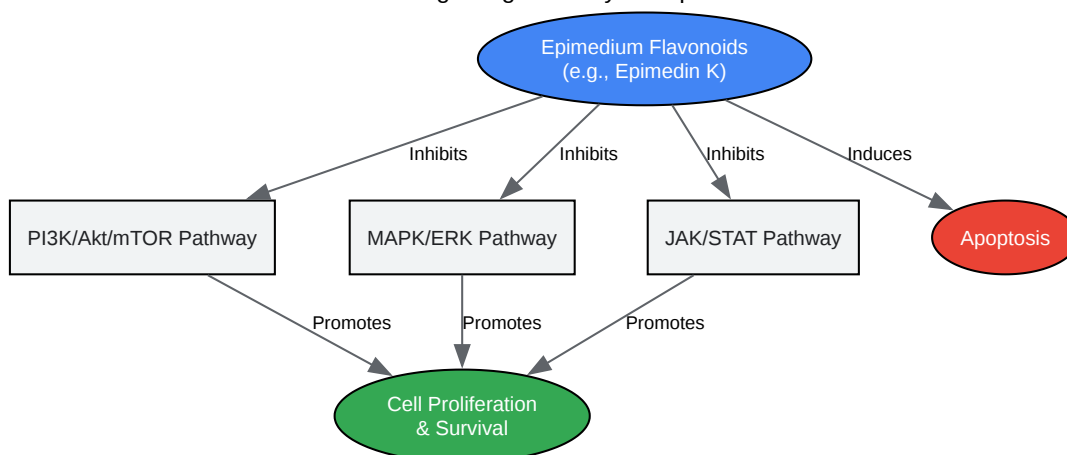 Epimedium Flavonoids
(e.g., Epimedin K)
Inhibits
Inhibits
Inhibits
Induces
PI3K/Akt/mTOR Pathway
MAPK/ERK Pathway
JAK/STAT Pathway
Apoptosis
Promotes
Promotes
Promotes
Cell Proliferation
& Survival